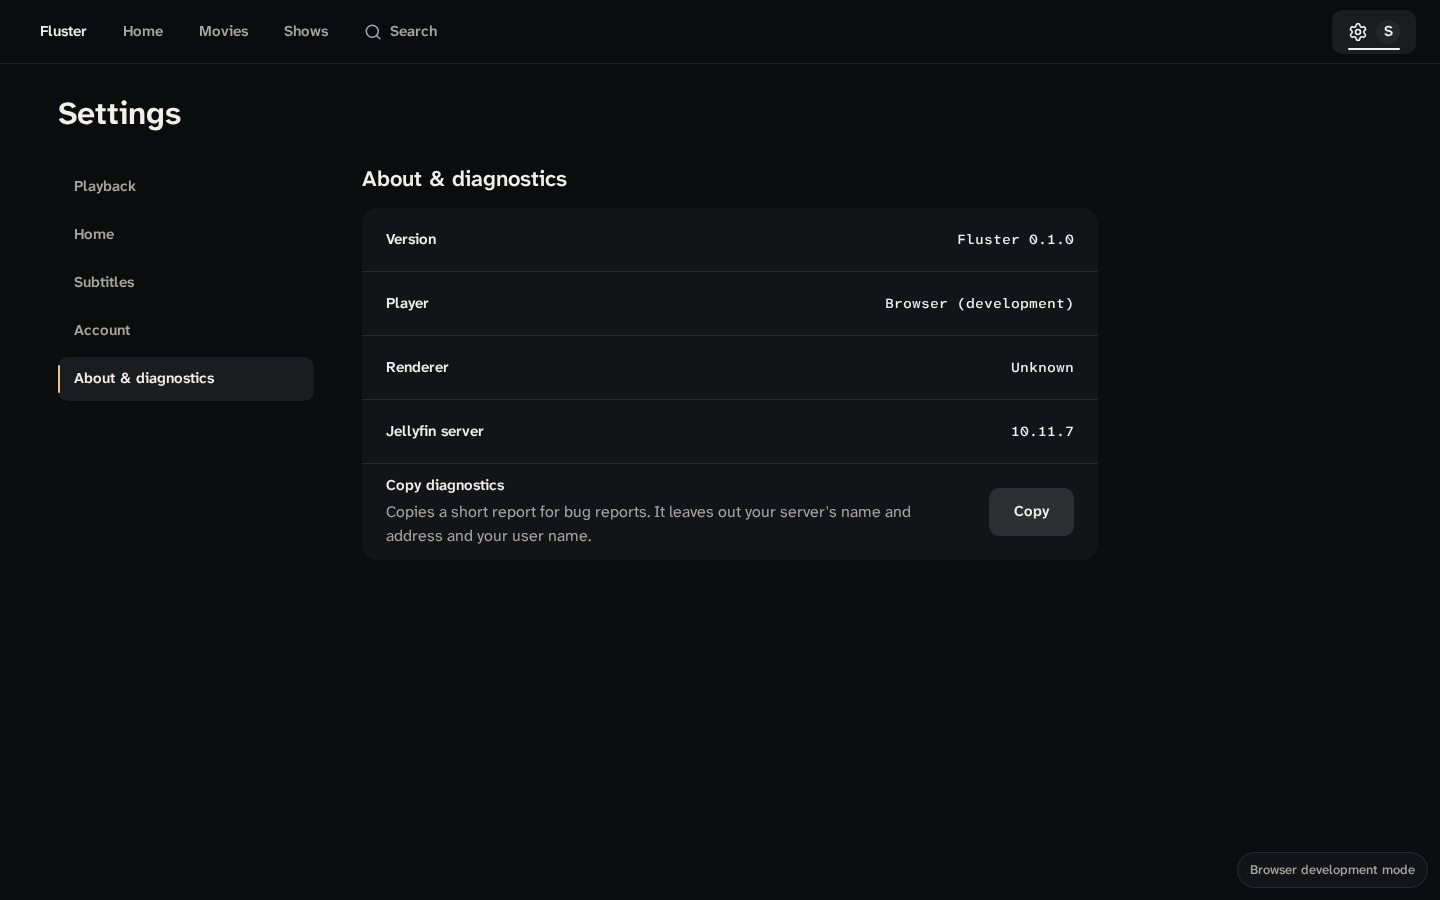 Fluster
Home
Movies
Shows
Search
S
Settings
Playback
Home
Subtitles
Account
About & diagnostics
About & diagnostics
Version
Fluster 0.1.0
Player
Browser (development)
Renderer
Unknown
Jellyfin server
10.11.7
Copy diagnostics
Copies a short report for bug reports. It leaves out your server's name and
address and your user name.
Copy
Browser development mode